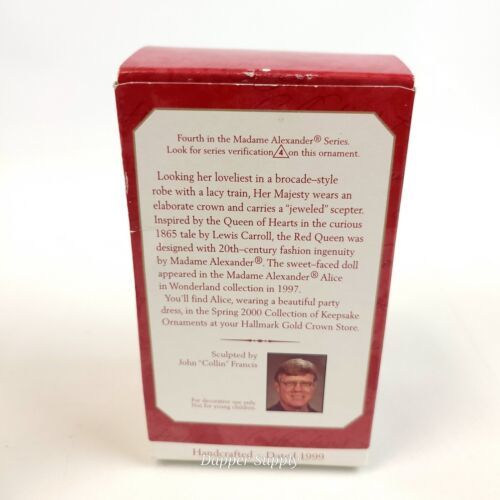 Fourth in the Madame Alexander® Series.
Look for series verification 4 on this ornament.
Looking her loveliest in a brocade–style
robe with a lacy train, Her Majesty wears an
elaborate crown and carries a “jeweled” scepter.
Inspired by the Queen of Hearts in the curious
1865 tale by Lewis Carroll, the Red Queen was
designed with 20th–century fashion ingenuity
by Madame Alexander®. The sweet–faced doll
appeared in the Madame Alexander® Alice
in Wonderland collection in 1997.
You'll find Alice, wearing a beautiful party
dress, in the Spring 2000 Collection of Keepsake
Ornaments at your Hallmark Gold Crown Store.
Sculpted by
John "Collin" Francis
For decorative use only.
Not for young children.
Handcrafted – Dated 1999
Dapper Supply